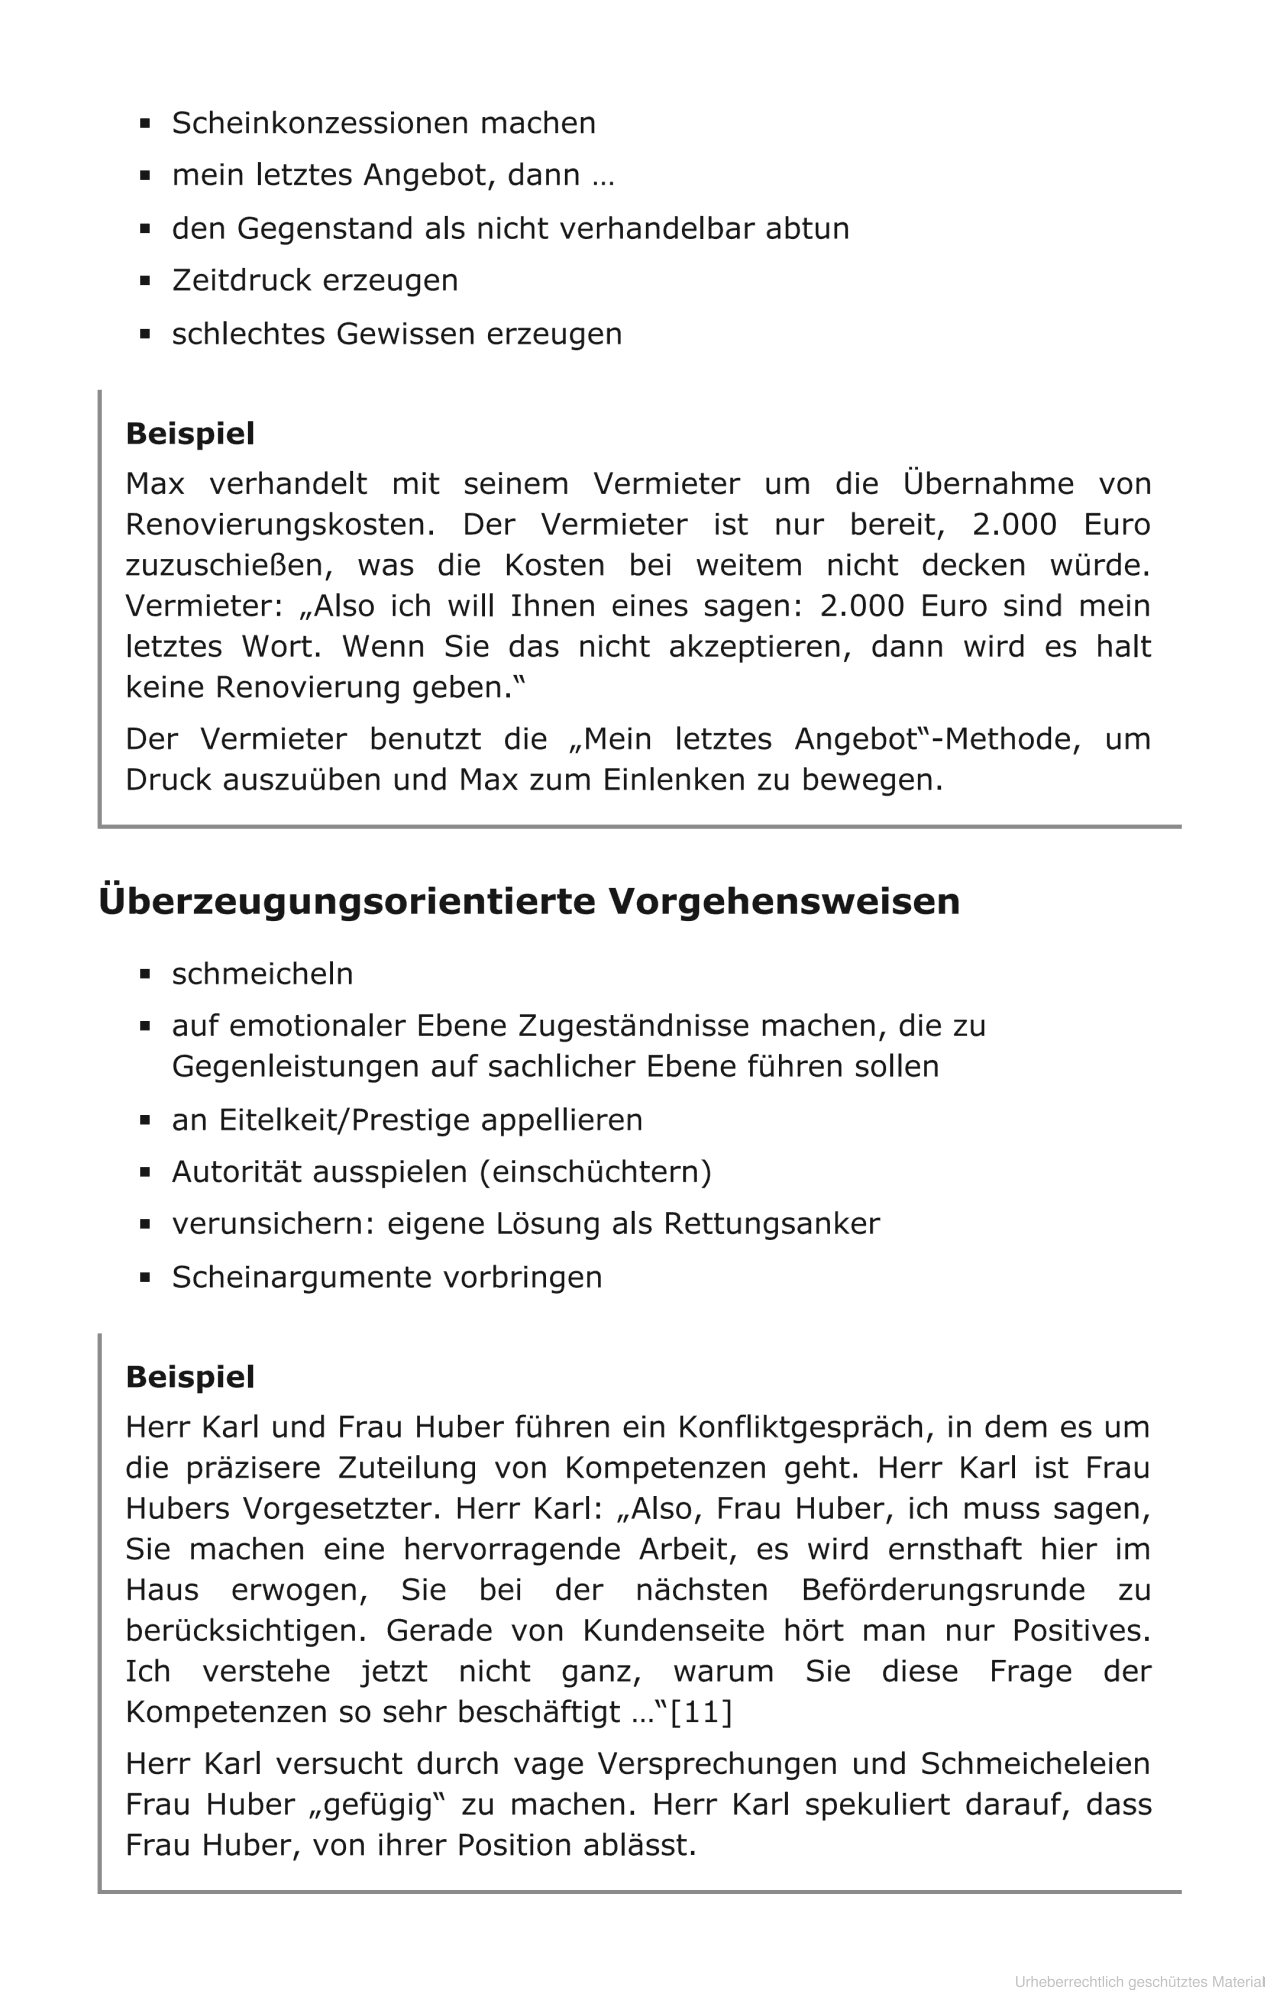 ▪ Scheinkonzessionen machen
▪ mein letztes Angebot, dann …
▪ den Gegenstand als nicht verhandelbar abtun
▪ Zeitdruck erzeugen
▪ schlechtes Gewissen erzeugen
Beispiel
Max verhandelt mit seinem Vermieter um die Übernahme von
Renovierungskosten. Der Vermieter ist nur bereit, 2.000 Euro
zuzuschießen, was die Kosten bei weitem nicht decken würde.
Vermieter: „Also ich will Ihnen eines sagen: 2.000 Euro sind mein
letztes Wort. Wenn Sie das nicht akzeptieren, dann wird es halt
keine Renovierung geben.“
Der Vermieter benutzt die „Mein letztes Angebot“-Methode, um
Druck auszuüben und Max zum Einlenken zu bewegen.
Überzeugungsorientierte Vorgehensweisen
▪ schmeicheln
▪ auf emotionaler Ebene Zugeständnisse machen, die zu
Gegenleistungen auf sachlicher Ebene führen sollen
▪ an Eitelkeit/Prestige appellieren
▪ Autorität ausspielen (einschüchtern)
▪ verunsichern: eigene Lösung als Rettungsanker
▪ Scheinargumente vorbringen
Beispiel
Herr Karl und Frau Huber führen ein Konfliktgespräch, in dem es um
die präzisere Zuteilung von Kompetenzen geht. Herr Karl ist Frau
Hubers Vorgesetzter. Herr Karl: „Also, Frau Huber, ich muss sagen,
Sie machen eine hervorragende Arbeit, es wird ernsthaft hier im
Haus erwogen, Sie bei der nächsten Beförderungsrunde zu
berücksichtigen. Gerade von Kundenseite hört man nur Positives.
Ich verstehe jetzt nicht ganz, warum Sie diese Frage der
Kompetenzen so sehr beschäftigt …“[11]
Herr Karl versucht durch vage Versprechungen und Schmeicheleien
Frau Huber „gefügig“ zu machen. Herr Karl spekuliert darauf, dass
Frau Huber, von ihrer Position ablässt.
Urheberrechtlich geschütztes Material